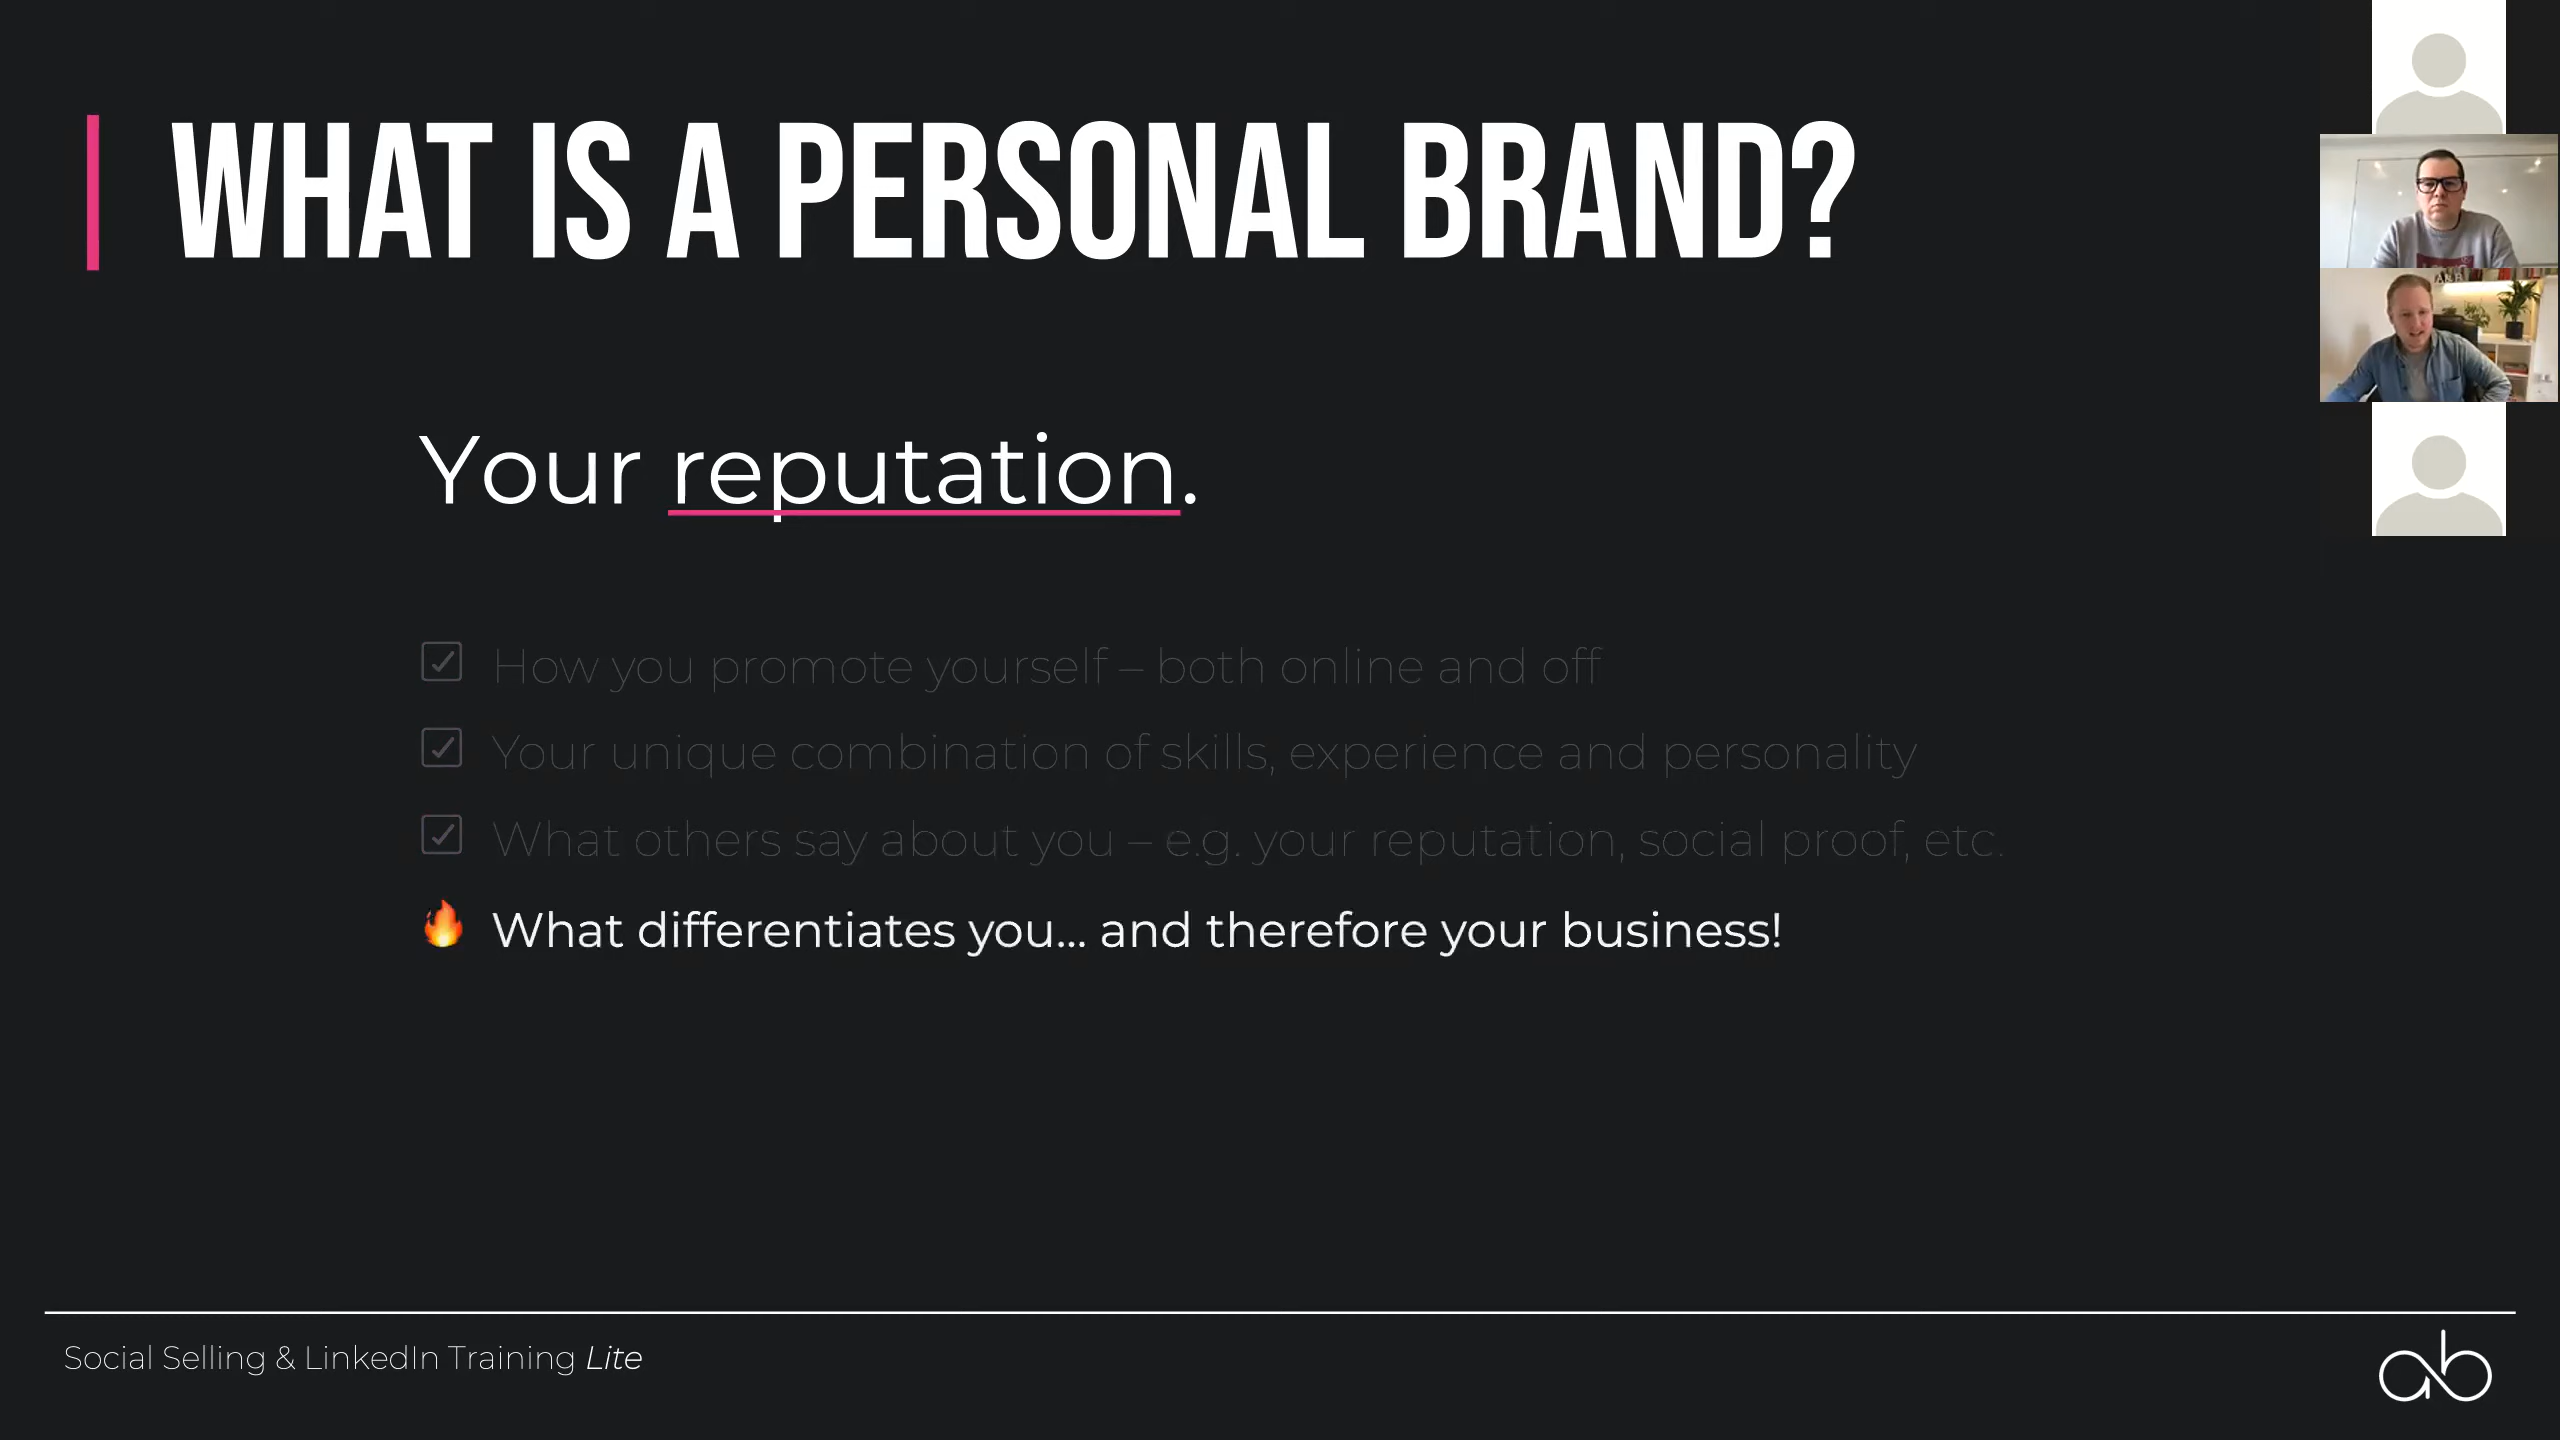 WHAT IS A PERSONAL BRAND?
Your reputation.
How you promote yourself – both online and off
Your unique combination of skills, experience and personality
What others say about you – e.g. your reputation, social proof, etc.
What differentiates you... and therefore your business!
Social Selling & LinkedIn Training Lite
ab